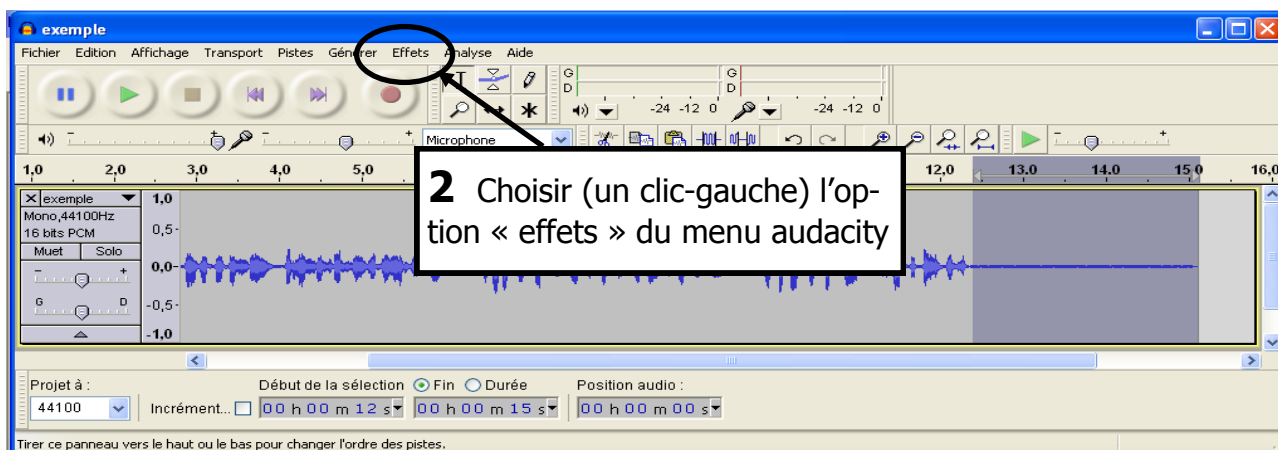 exemple
Fichier Edition Affichage Transport Pistes Générer Effets Analyse Aide
G G
D D
-24 -12 0 -24 -12 0
- + - + Microphone - +
1,0 2,0 3,0 4,0 5,0 12,0 13.0 14.0 15.0 16,0
2 Choisir (un clic-gauche) l’op-
tion « effets » du menu audacity
exemple 1,0
Mono,44100Hz
16 bits PCM 0,5-
Muet Solo
- + 0,0-
G D -0,5-
-1,0
Projet à : Début de la sélection Fin Durée Position audio :
44100 Incrément... 00 h 00 m 12 s 00 h 00 m 15 s 00 h 00 m 00 s
Tirer ce panneau vers le haut ou le bas pour changer l'ordre des pistes.